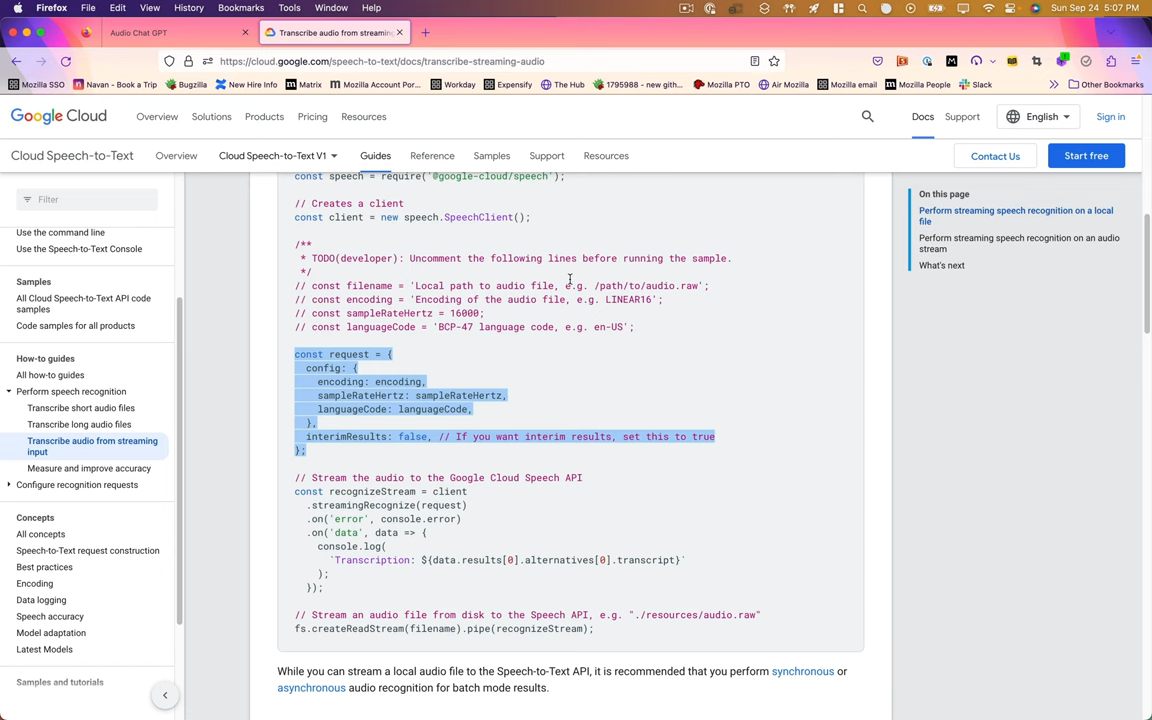 Firefox File Edit View History Bookmarks Tools Window Help Sun Sep 24 5:07 PM
Audio Chat GPT
Transcribe audio from streamin
https://cloud.google.com/speech-to-text/docs/transcribe-streaming-audio
Mozilla SSO Navan - Book a Trip Bugzilla New Hire Info Matrix Mozilla Account Por... Workday Expensify The Hub 1795988 - new gith... Mozilla PTO Air Mozilla Mozilla email Mozilla People Slack Other Bookmarks
Google Cloud Overview Solutions Products Pricing Resources Docs Support English Sign in
Cloud Speech-to-Text Overview Cloud Speech-to-Text V1 Guides Reference Samples Support Resources Contact Us Start free
Filter
Use the command line
Use the Speech-to-Text Console
Samples
All Cloud Speech-to-Text API code
samples
Code samples for all products
How-to guides
All how-to guides
Perform speech recognition
Transcribe short audio files
Transcribe long audio files
Transcribe audio from streaming
input
Measure and improve accuracy
Configure recognition requests
Concepts
All concepts
Speech-to-Text request construction
Best practices
Encoding
Data logging
Speech accuracy
Model adaptation
Latest Models
Samples and tutorials
const speech = require('@google-cloud/speech');
// Creates a client
const client = new speech.SpeechClient();
/**
* TODO(developer): Uncomment the following lines before running the sample.
*/
// const filename = 'Local path to audio file, e.g. /path/to/audio.raw';
// const encoding = 'Encoding of the audio file, e.g. LINEAR16';
// const sampleRateHertz = 16000;
// const languageCode = 'BCP-47 language code, e.g. en-US';
const request = {
config: {
encoding: encoding,
sampleRateHertz: sampleRateHertz,
languageCode: languageCode,
},
interimResults: false, // If you want interim results, set this to true
};
// Stream the audio to the Google Cloud Speech API
const recognizeStream = client
.streamingRecognize(request)
.on('error', console.error)
.on('data', data => {
console.log(
`Transcription: ${data.results[0].alternatives[0].transcript}`
);
});
// Stream an audio file from disk to the Speech API, e.g. "./resources/audio.raw"
fs.createReadStream(filename).pipe(recognizeStream);
While you can stream a local audio file to the Speech-to-Text API, it is recommended that you perform synchronous or
asynchronous audio recognition for batch mode results.
On this page
Perform streaming speech recognition on a local
file
Perform streaming speech recognition on an audio
stream
What's next